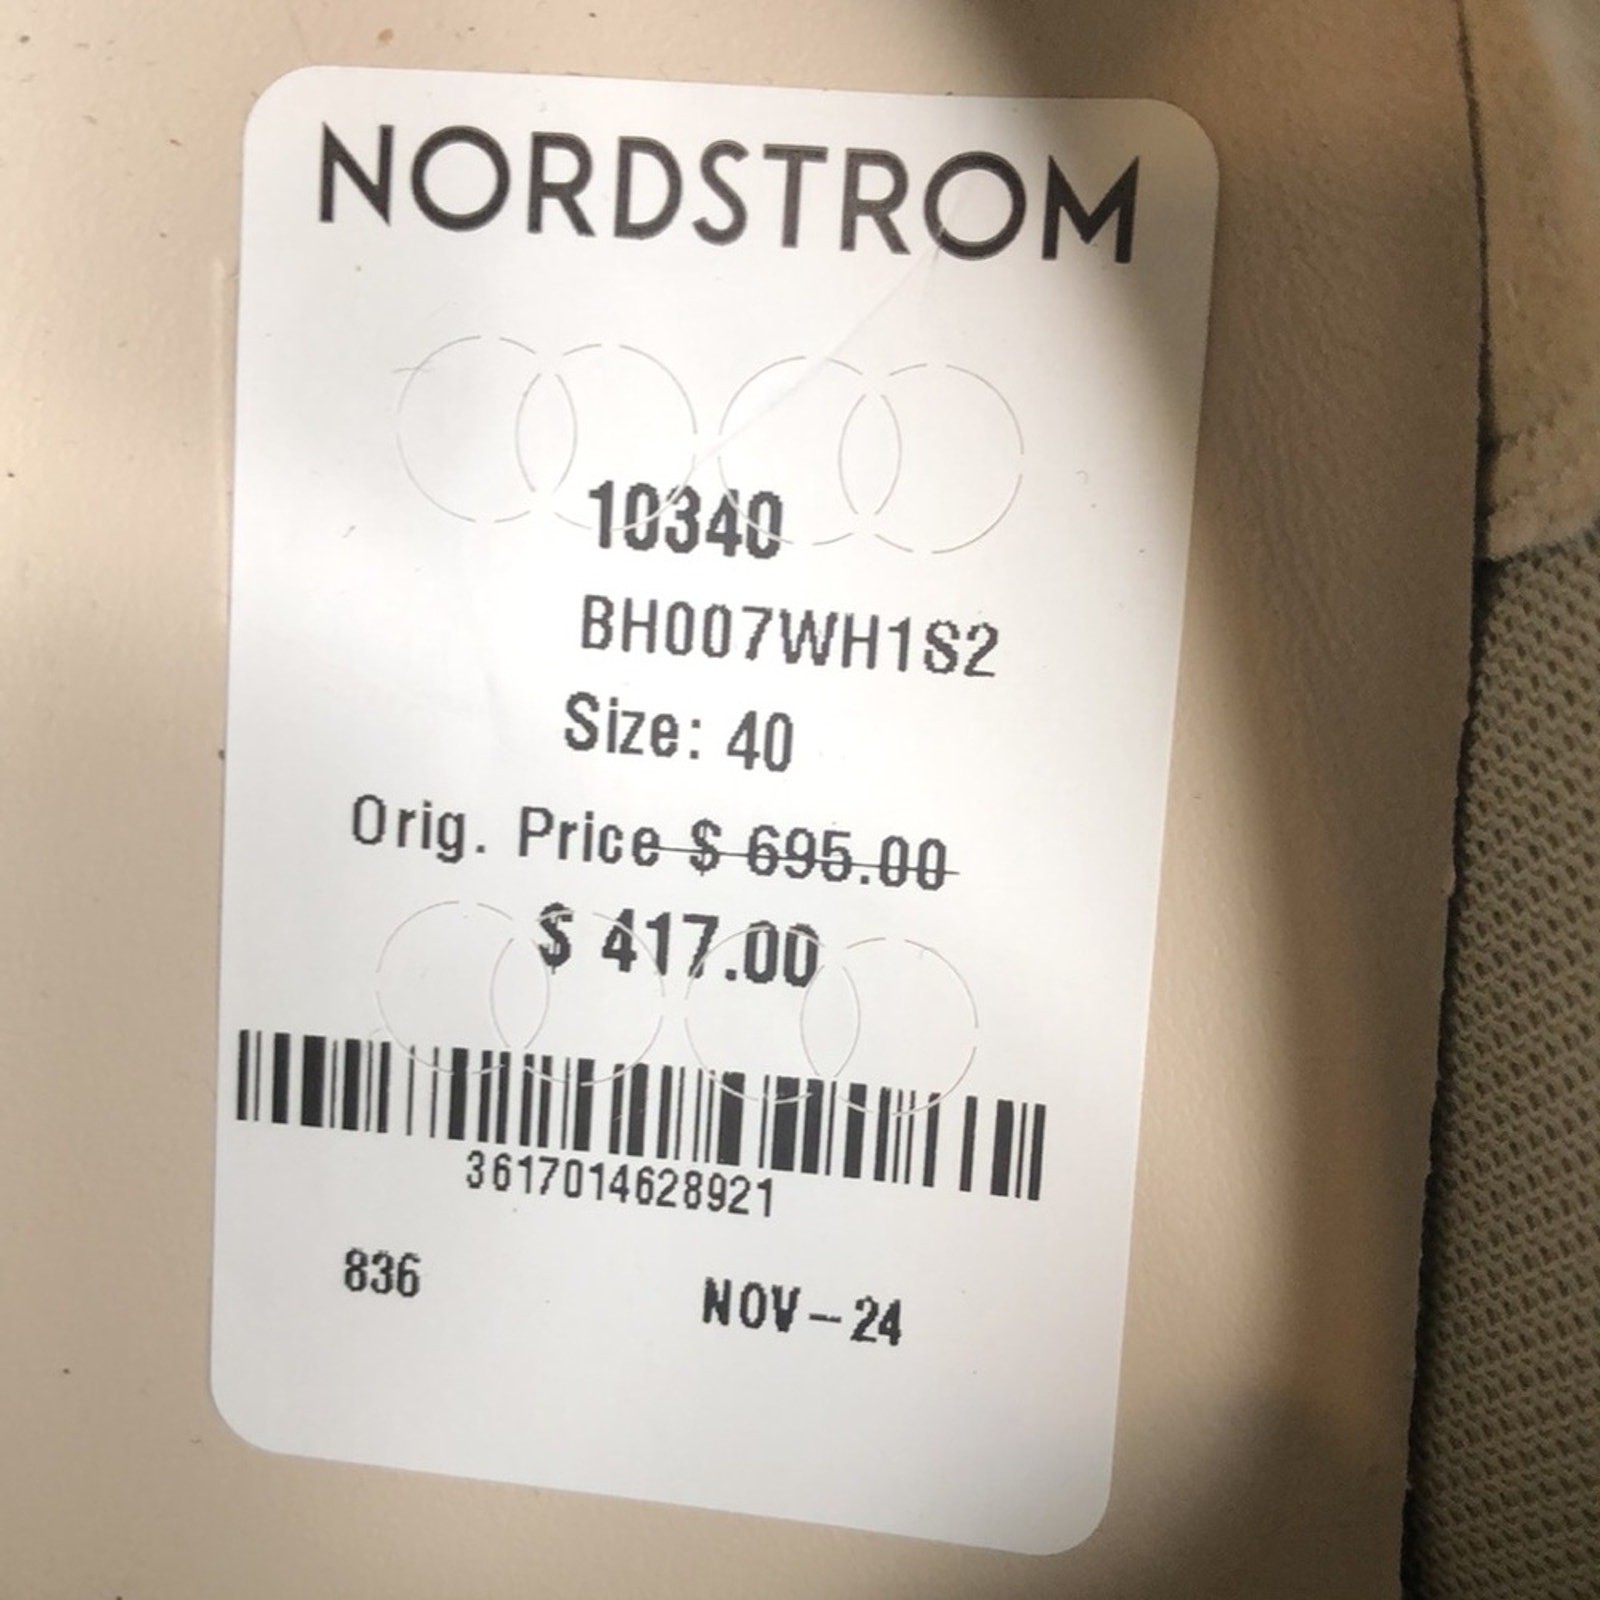 NORDSTROM
10340
BH007WH1S2
Size: 40
Orig. Price $ 695.00
$ 417.00
3617014628921
836 NOV-24